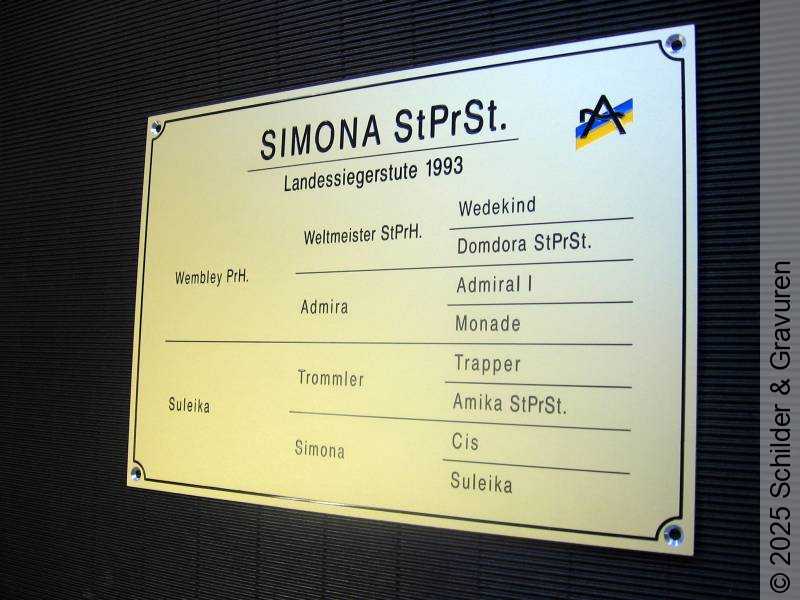 SIMONA StPrSt.
Landessiegerstute 1993
Wedekind
Weltmeister StPrH.
Domdora StPrSt.
Wembley PrH.
Admiral I
Admira
Monade
Trapper
Trommler
Amika StPrSt.
Suleika
Cis
Simona
Suleika
© 2025 Schilder & Gravuren